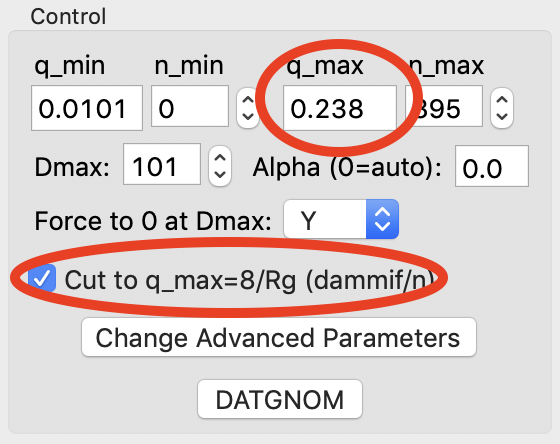 Control
q_min n_min q_max n_max
0.0101 0 0.238 395
Dmax: 101 Alpha (0=auto): 0.0
Force to 0 at Dmax: Y
Cut to q_max=8/Rg (dammif/n)
Change Advanced Parameters
DATGNOM